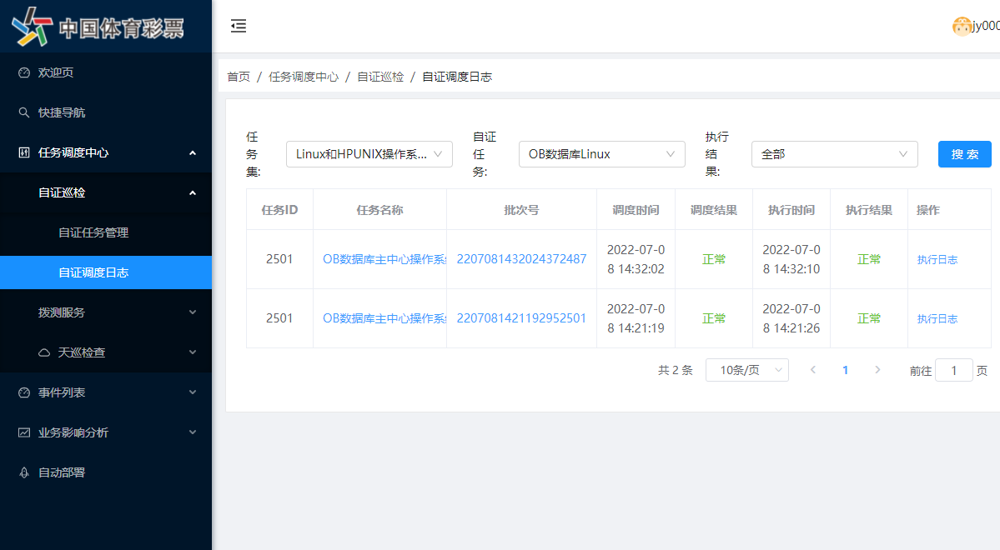 中国体育彩票
jy000
欢迎页
快捷导航
任务调度中心
自证巡检
自证任务管理
自证调度日志
拨测服务
天巡检查
事件列表
业务影响分析
自动部署
首页 / 任务调度中心 / 自证巡检 / 自证调度日志
任务集: Linux和HPUNIX操作系... 自证任务: OB数据库Linux 执行结果: 全部 搜 索
任务ID 任务名称 批次号 调度时间 调度结果 执行时间 执行结果 操作
2501 OB数据库主中心操作系 2207081432024372487 2022-07-08 14:32:02 正常 2022-07-08 14:32:10 正常 执行日志
2501 OB数据库主中心操作系 2207081421192952501 2022-07-08 14:21:19 正常 2022-07-08 14:21:26 正常 执行日志
共 2 条 10条/页 1 前往 1 页